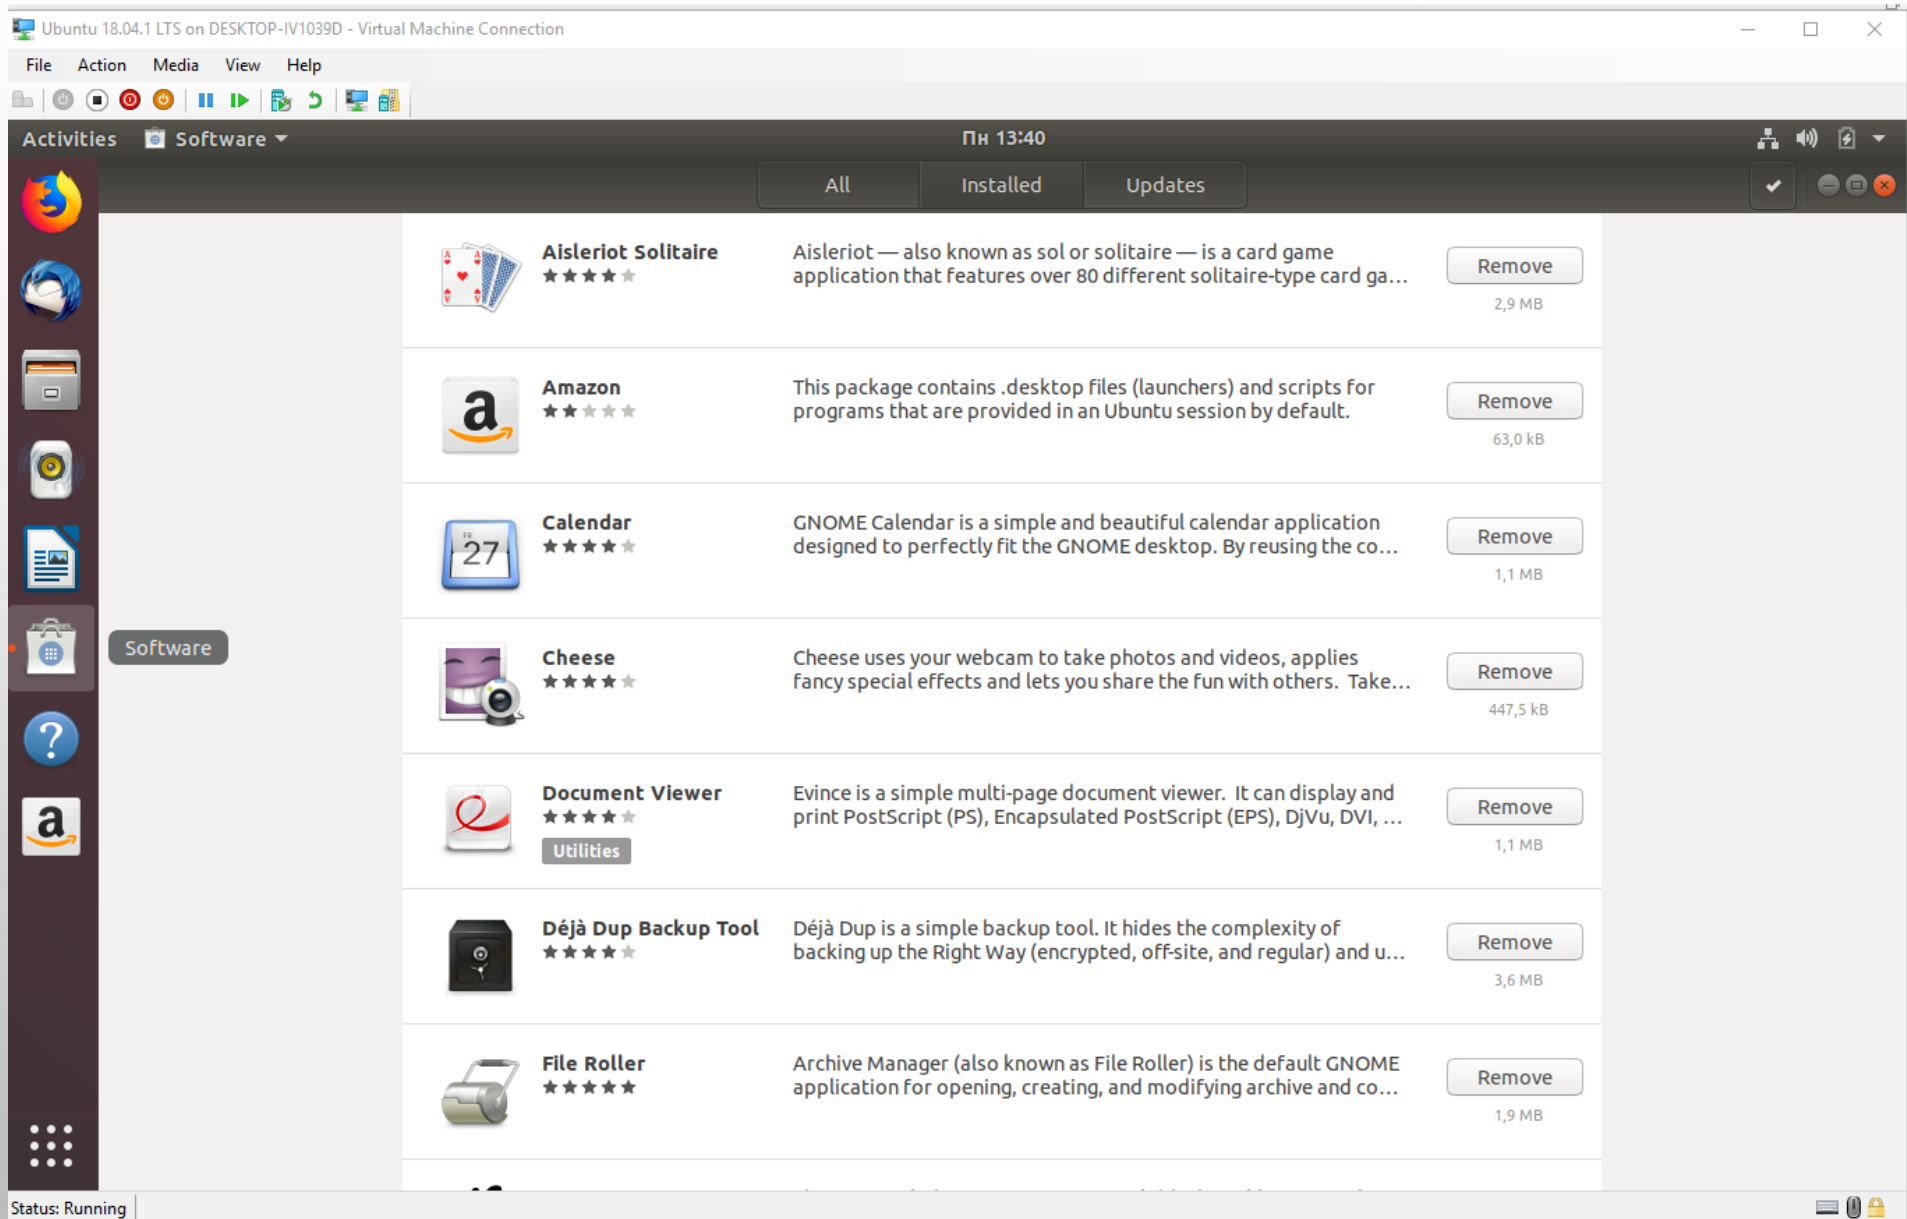 Ubuntu 18.04.1 LTS on DESKTOP-IV1039D - Virtual Machine Connection
File Action Media View Help
Activities Software Пн 13:40
All Installed Updates
Aisleriot Solitaire
Aisleriot — also known as sol or solitaire — is a card game
application that features over 80 different solitaire-type card ga...
Remove
2,9 MB
Amazon
This package contains .desktop files (launchers) and scripts for
programs that are provided in an Ubuntu session by default.
Remove
63,0 kB
Calendar
GNOME Calendar is a simple and beautiful calendar application
designed to perfectly fit the GNOME desktop. By reusing the co...
Remove
1,1 MB
FR
27
Software
Cheese
Cheese uses your webcam to take photos and videos, applies
fancy special effects and lets you share the fun with others. Take...
Remove
447,5 kB
Document Viewer
Evince is a simple multi-page document viewer. It can display and
print PostScript (PS), Encapsulated PostScript (EPS), DjVu, DVI, ...
Utilities
Remove
1,1 MB
Déjà Dup Backup Tool
Déjà Dup is a simple backup tool. It hides the complexity of
backing up the Right Way (encrypted, off-site, and regular) and u...
Remove
3,6 MB
File Roller
Archive Manager (also known as File Roller) is the default GNOME
application for opening, creating, and modifying archive and co...
Remove
1,9 MB
Status: Running